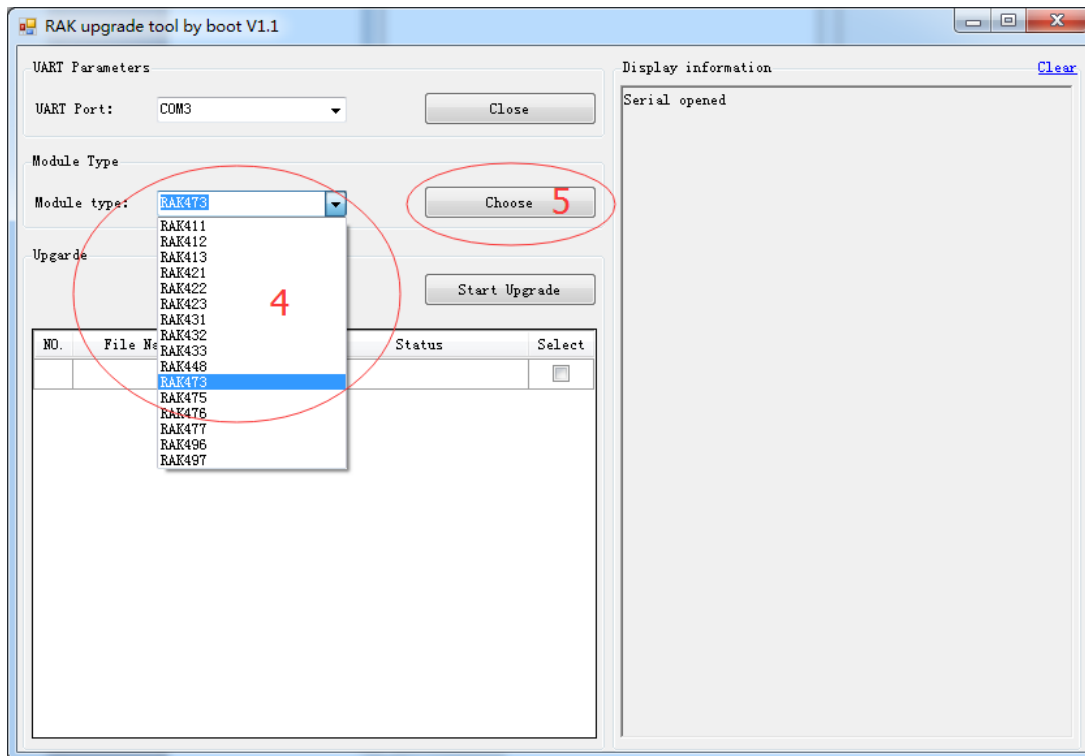 RAK upgrade tool by boot V1.1
UART Parameters
UART Port: COM3 Close
Module Type
Module type: RAK473 Choose 5
RAK411
RAK412
RAK413
RAK421
RAK422
RAK423
RAK431
RAK432
RAK433
RAK448
RAK473
RAK475
RAK476
RAK477
RAK496
RAK497
4
Upgarde
Start Upgrade
NO. File Na Status Select
Display information Clear
Serial opened